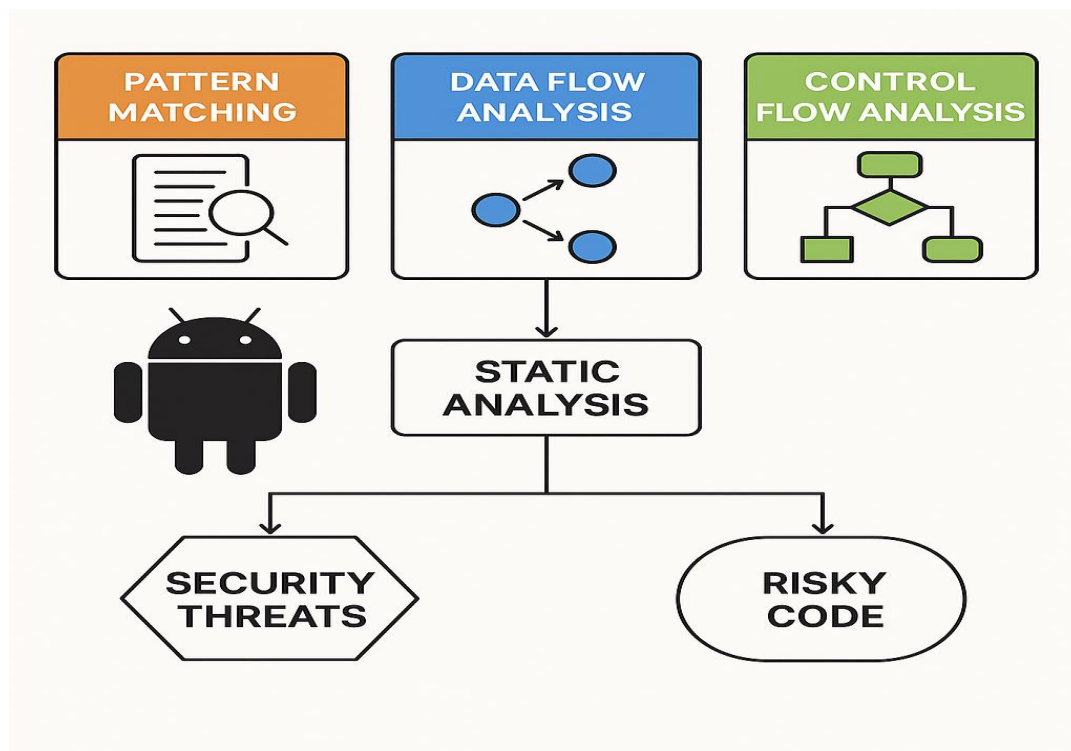 PATTERN
MATCHING
DATA FLOW
ANALYSIS
CONTROL
FLOW ANALYSIS
STATIC
ANALYSIS
SECURITY
THREATS
RISKY
CODE